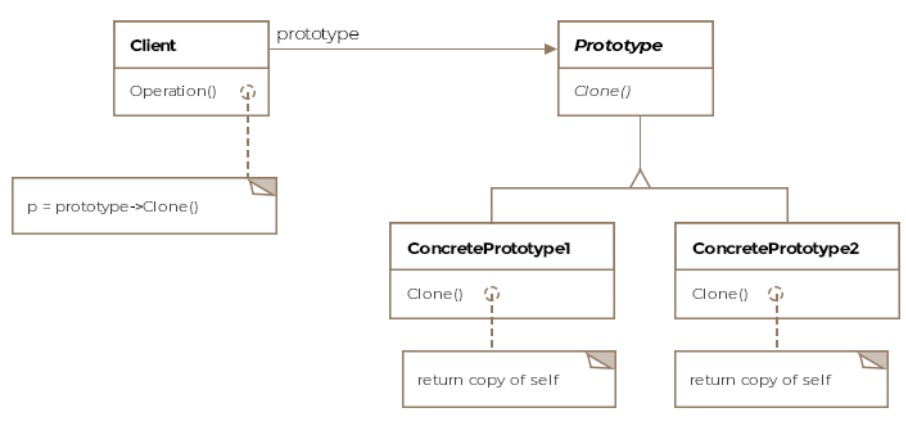 prototype
Client
Prototype
Operation()
Clone()
p = prototype->Clone()
ConcretePrototype1
ConcretePrototype2
Clone()
Clone()
return copy of self
return copy of self